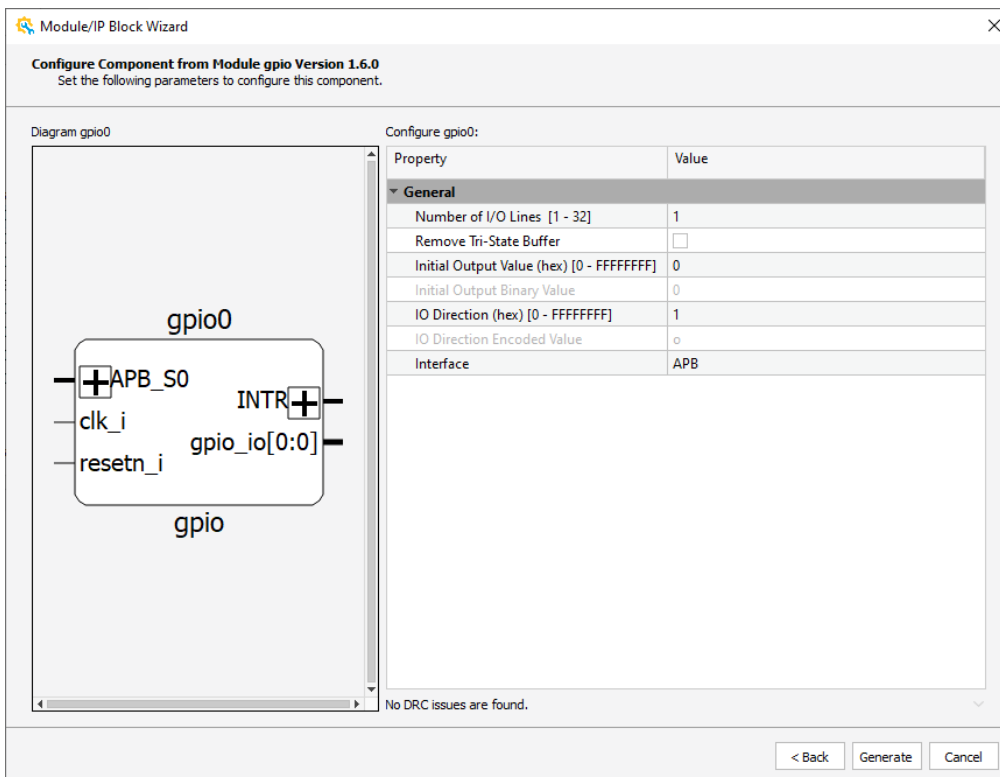 Module/IP Block Wizard
Configure Component from Module gpio Version 1.6.0
Set the following parameters to configure this component.
Diagram gpio0
gpio0
APB_S0
clk_i
resetn_i
INTR
gpio_io[0:0]
gpio
Configure gpio0:
Property Value
General
Number of I/O Lines [1 - 32] 1
Remove Tri-State Buffer
Initial Output Value (hex) [0 - FFFFFFFF] 0
Initial Output Binary Value 0
IO Direction (hex) [0 - FFFFFFFF] 1
IO Direction Encoded Value o
Interface APB
No DRC issues are found.
< Back Generate Cancel